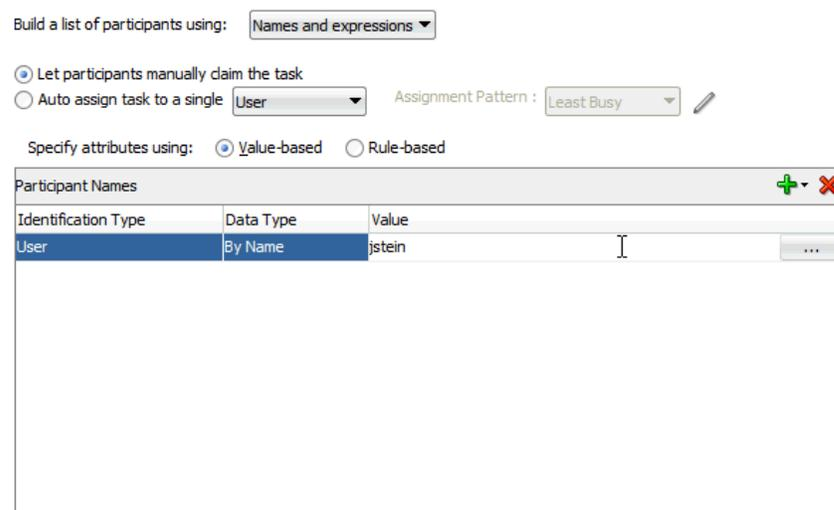 Build a list of participants using: Names and expressions
Let participants manually claim the task
Auto assign task to a single User Assignment Pattern : Least Busy
Specify attributes using: Value-based Rule-based
Participant Names
Identification Type Data Type Value
User By Name jstein
...